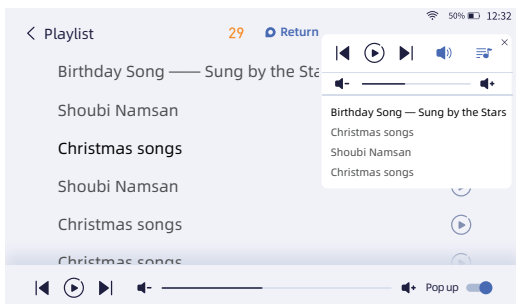 50% 12:32
Playlist 29 Return
Birthday Song —— Sung by the Sta
Shoubi Namsan
Christmas songs
Shoubi Namsan
Christmas songs
Christmas songs
Birthday Song — Sung by the Stars
Christmas songs
Shoubi Namsan
Christmas songs
Pop up